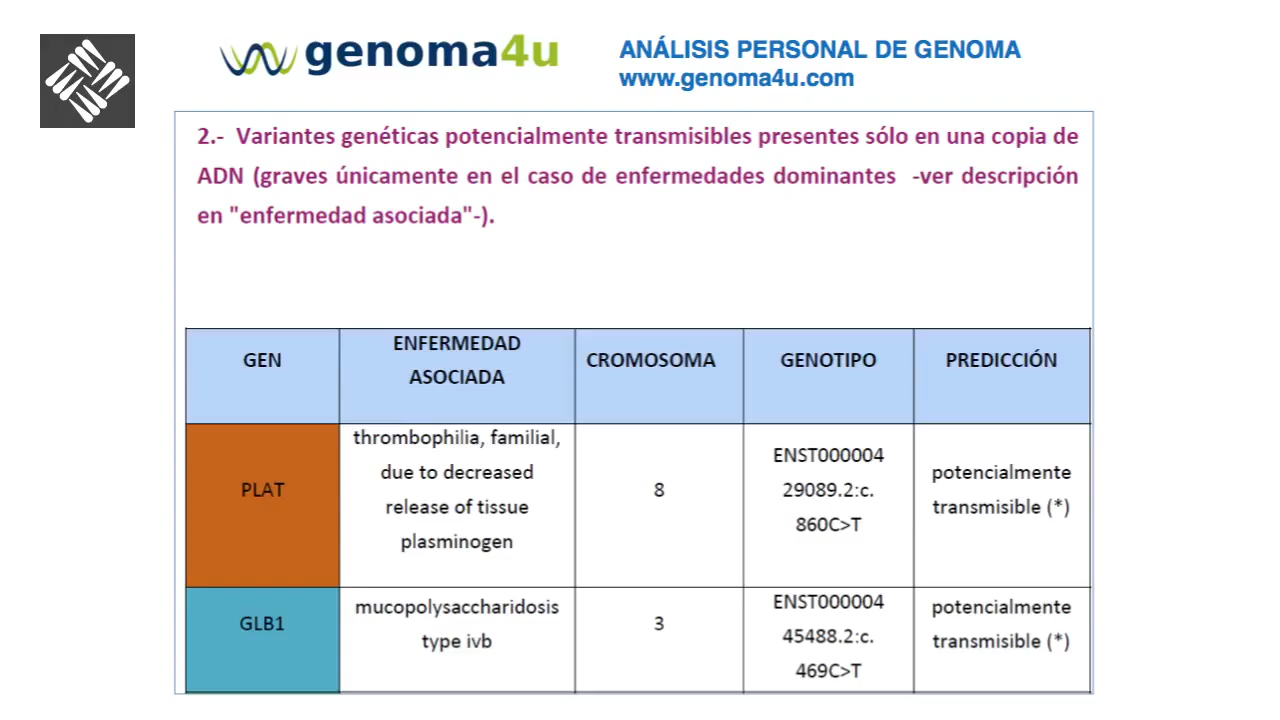 genoma4u
ANÁLISIS PERSONAL DE GENOMA
www.genoma4u.com
2.- Variantes genéticas potencialmente transmisibles presentes sólo en una copia de
ADN (graves únicamente en el caso de enfermedades dominantes -ver descripción
en "enfermedad asociada"-).
GEN
ENFERMEDAD
ASOCIADA
CROMOSOMA
GENOTIPO
PREDICCIÓN
PLAT
thrombophilia, familial,
due to decreased
release of tissue
plasminogen
8
ENST000004
29089.2:c.
860C>T
potencialmente
transmisible (*)
GLB1
mucopolysaccharidosis
type ivb
3
ENST000004
45488.2:c.
469C>T
potencialmente
transmisible (*)